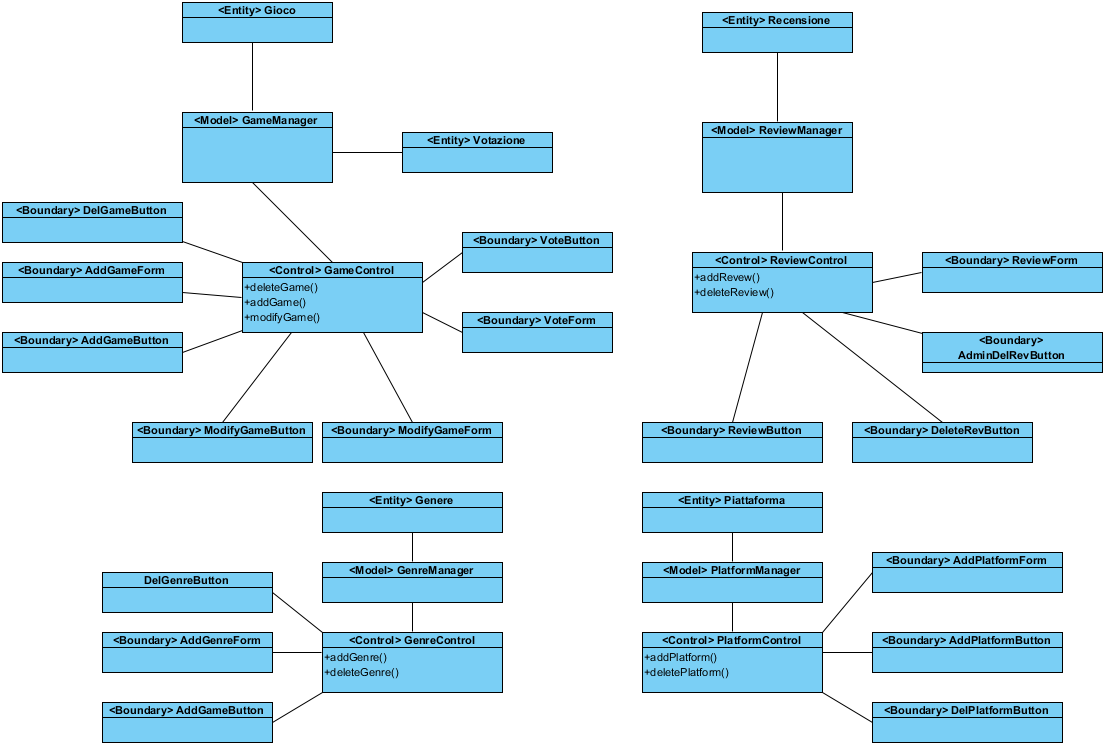 <Entity> Gioco
<Model> GameManager
<Entity> Votazione
<Boundary> DelGameButton
<Boundary> AddGameForm
<Boundary> AddGameButton
<Control> GameControl
+deleteGame()
+addGame()
+modifyGame()
<Boundary> VoteButton
<Boundary> VoteForm
<Boundary> ModifyGameButton
<Boundary> ModifyGameForm
<Entity> Recensione
<Model> ReviewManager
<Control> ReviewControl
+addRevew()
+deleteReview()
<Boundary> ReviewForm
<Boundary>
AdminDelRevButton
<Boundary> ReviewButton
<Boundary> DeleteRevButton
<Entity> Genere
<Model> GenreManager
DelGenreButton
<Boundary> AddGenreForm
<Boundary> AddGameButton
<Control> GenreControl
+addGenre()
+deleteGenre()
<Entity> Piattaforma
<Model> PlatformManager
<Control> PlatformControl
+addPlatform()
+deletePlatform()
<Boundary> AddPlatformForm
<Boundary> AddPlatformButton
<Boundary> DelPlatformButton